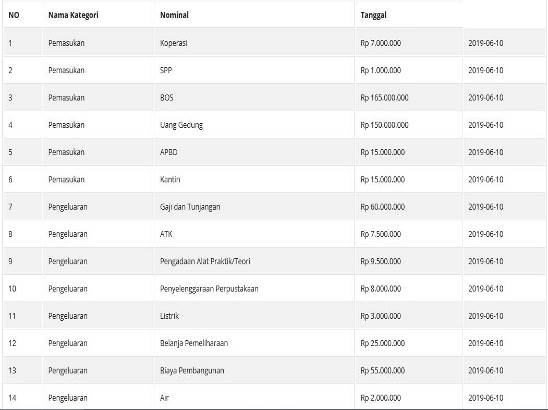 NO Nama Kategori Nominal Tanggal
1 Pemasukan Koperasi Rp 7.000.000 2019-06-10
2 Pemasukan SPP Rp 1.000.000 2019-06-10
3 Pemasukan BOS Rp 165.000.000 2019-06-10
4 Pemasukan Uang Gedung Rp 150.000.000 2019-06-10
5 Pemasukan APBD Rp 15.000.000 2019-06-10
6 Pemasukan Kantin Rp 15.000.000 2019-06-10
7 Pengeluaran Gaji dan Tunjangan Rp 60.000.000 2019-06-10
8 Pengeluaran ATK Rp 7.500.000 2019-06-10
9 Pengeluaran Pengadaan Alat Praktik/Teori Rp 9.500.000 2019-06-10
10 Pengeluaran Penyelenggaraan Perpustakaan Rp 8.000.000 2019-06-10
11 Pengeluaran Listrik Rp 3.000.000 2019-06-10
12 Pengeluaran Belanja Pemeliharaan Rp 25.000.000 2019-06-10
13 Pengeluaran Biaya Pembangunan Rp 55.000.000 2019-06-10
14 Pengeluaran Air Rp 2.000.000 2019-06-10